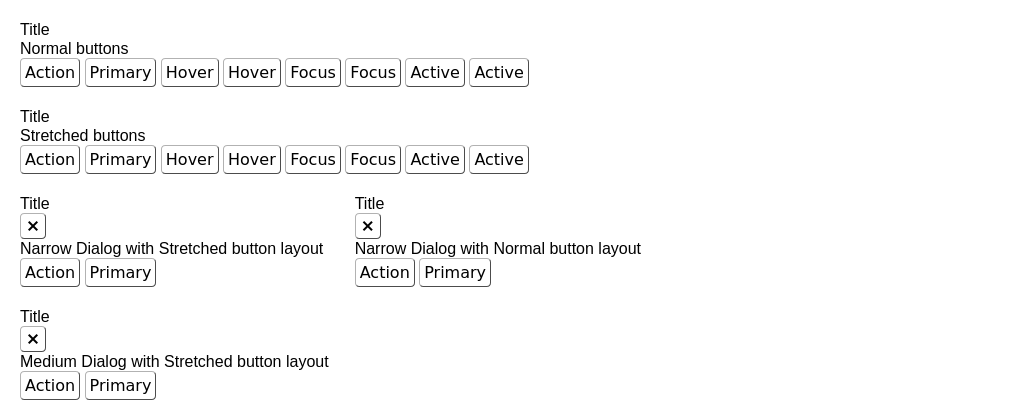 Title
Normal buttons
Action Primary Hover Hover Focus Focus Active Active
Title
Stretched buttons
Action Primary Hover Hover Focus Focus Active Active
Title
✕
Narrow Dialog with Stretched button layout
Action Primary
Title
✕
Narrow Dialog with Normal button layout
Action Primary
Title
✕
Medium Dialog with Stretched button layout
Action Primary